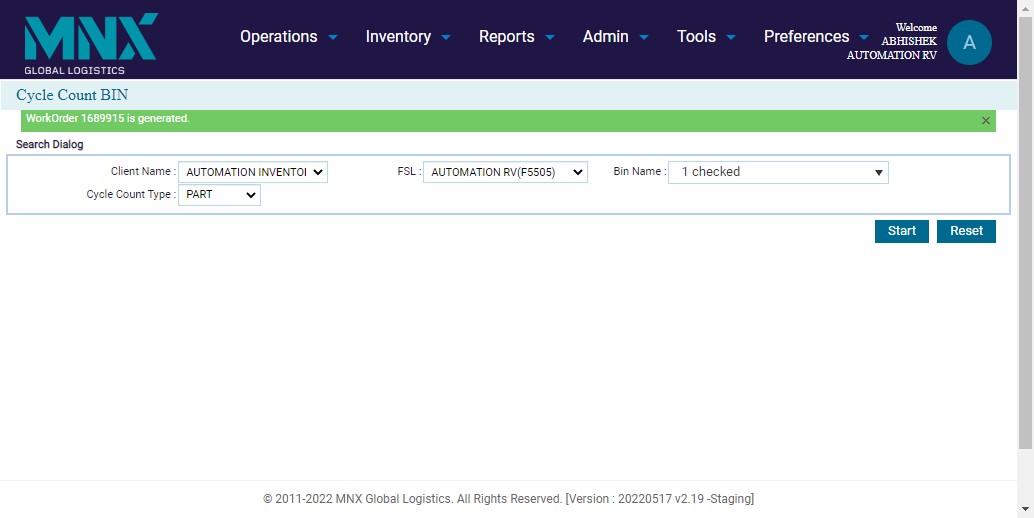 MNX
GLOBAL LOGISTICS
Operations Inventory Reports Admin Tools Preferences
Welcome
ABHISHEK
AUTOMATION RV
A
Cycle Count BIN
WorkOrder 1689915 is generated. ×
Search Dialog
Client Name : AUTOMATION INVENTO FSL : AUTOMATION RV(F5505) Bin Name : 1 checked
Cycle Count Type : PART
Start Reset
© 2011-2022 MNX Global Logistics. All Rights Reserved. [Version : 20220517 v2.19 -Staging]